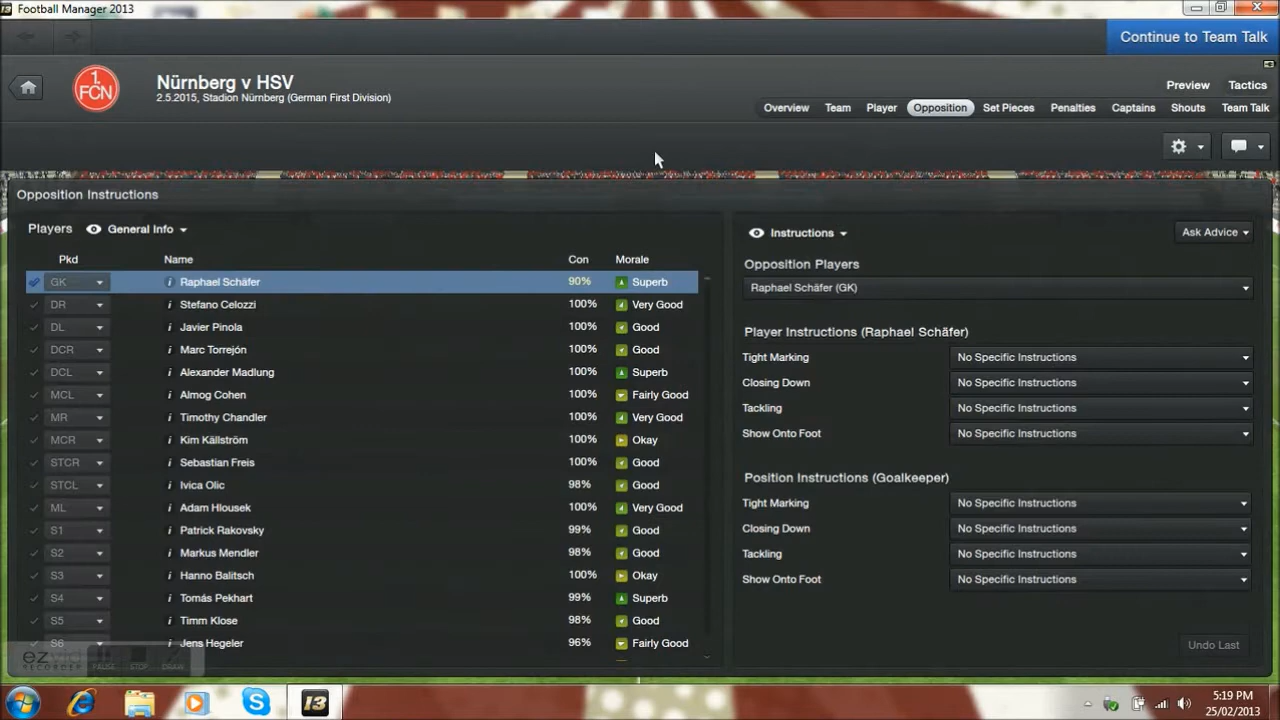 Football Manager 2013
Continue to Team Talk
1.
FCN
Nürnberg v HSV
2.5.2015, Stadion Nürnberg (German First Division)
Preview Tactics
Overview Team Player Opposition Set Pieces Penalties Captains Shouts Team Talk
Opposition Instructions
Players General Info
Pkd Name Con Morale
GK i Raphael Schäfer 90% Superb
DR i Stefano Celozzi 100% Very Good
DL i Javier Pinola 100% Good
DCR i Marc Torrejón 100% Good
DCL i Alexander Madlung 100% Superb
MCL i Almog Cohen 100% Fairly Good
MR i Timothy Chandler 100% Very Good
MCR i Kim Källström 100% Okay
STCR i Sebastian Freis 100% Good
STCL i Ivica Olic 98% Good
ML i Adam Hlousek 100% Very Good
S1 i Patrick Rakovsky 99% Good
S2 i Markus Mendler 98% Good
S3 i Hanno Balitsch 100% Okay
S4 i Tomás Pekhart 99% Superb
S5 i Timm Klose 98% Good
S6 i Jens Hegeler 96% Fairly Good
Instructions Ask Advice
Opposition Players
Raphael Schäfer (GK)
Player Instructions (Raphael Schäfer)
Tight Marking No Specific Instructions
Closing Down No Specific Instructions
Tackling No Specific Instructions
Show Onto Foot No Specific Instructions
Position Instructions (Goalkeeper)
Tight Marking No Specific Instructions
Closing Down No Specific Instructions
Tackling No Specific Instructions
Show Onto Foot No Specific Instructions
Undo Last
ezvid
RECORDER PAUSE STOP DRAW
13
5:19 PM
25/02/2013